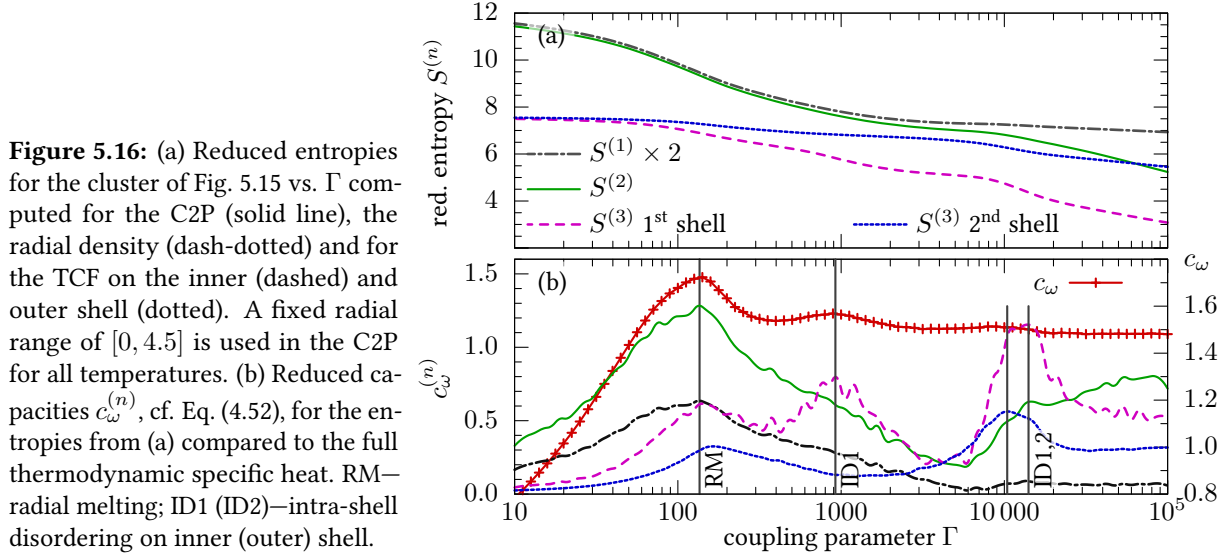 Figure 5.16: (a) Reduced entropies
for the cluster of Fig. 5.15 vs. Γ com-
puted for the C2P (solid line), the
radial density (dash-dotted) and for
the TCF on the inner (dashed) and
outer shell (dotted). A fixed radial
range of [0, 4.5] is used in the C2P
for all temperatures. (b) Reduced ca-
pacities c_ω^(n), cf. Eq. (4.52), for the en-
tropies from (a) compared to the full
thermodynamic specific heat. RM—
radial melting; ID1 (ID2)—intra-shell
disordering on inner (outer) shell.
12
10
8
6
4
red. entropy S^(n)
(a)
S^(1) × 2
S^(2)
S^(3) 1st shell
S^(3) 2nd shell
(b)
c_ω
c_ω
1.5
1.0
0.5
0.0
c_ω^(n)
1.6
1.4
1.2
1.0
0.8
RM
ID1
ID1,2
10
100
1000
10 000
10^5
coupling parameter Γ